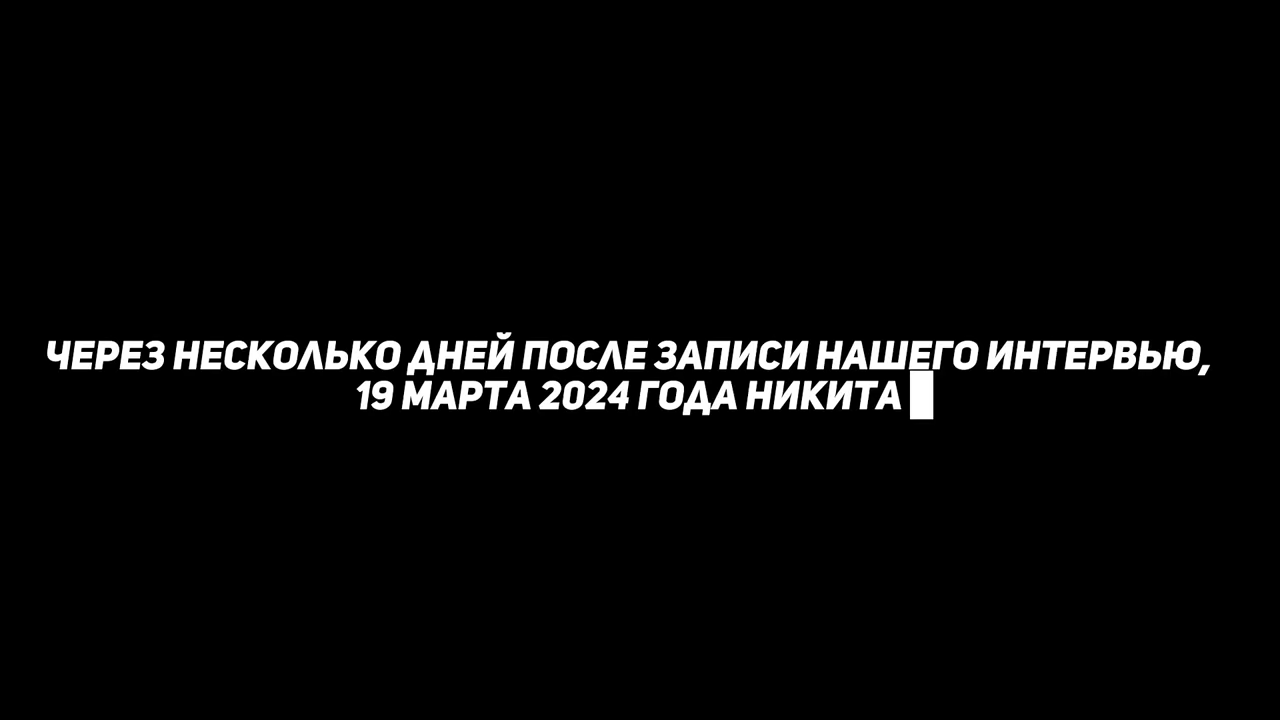 ЧЕРЕЗ НЕСКОЛЬКО ДНЕЙ ПОСЛЕ ЗАПИСИ НАШЕГО ИНТЕРВЬЮ,
19 МАРТА 2024 ГОДА НИКИТА